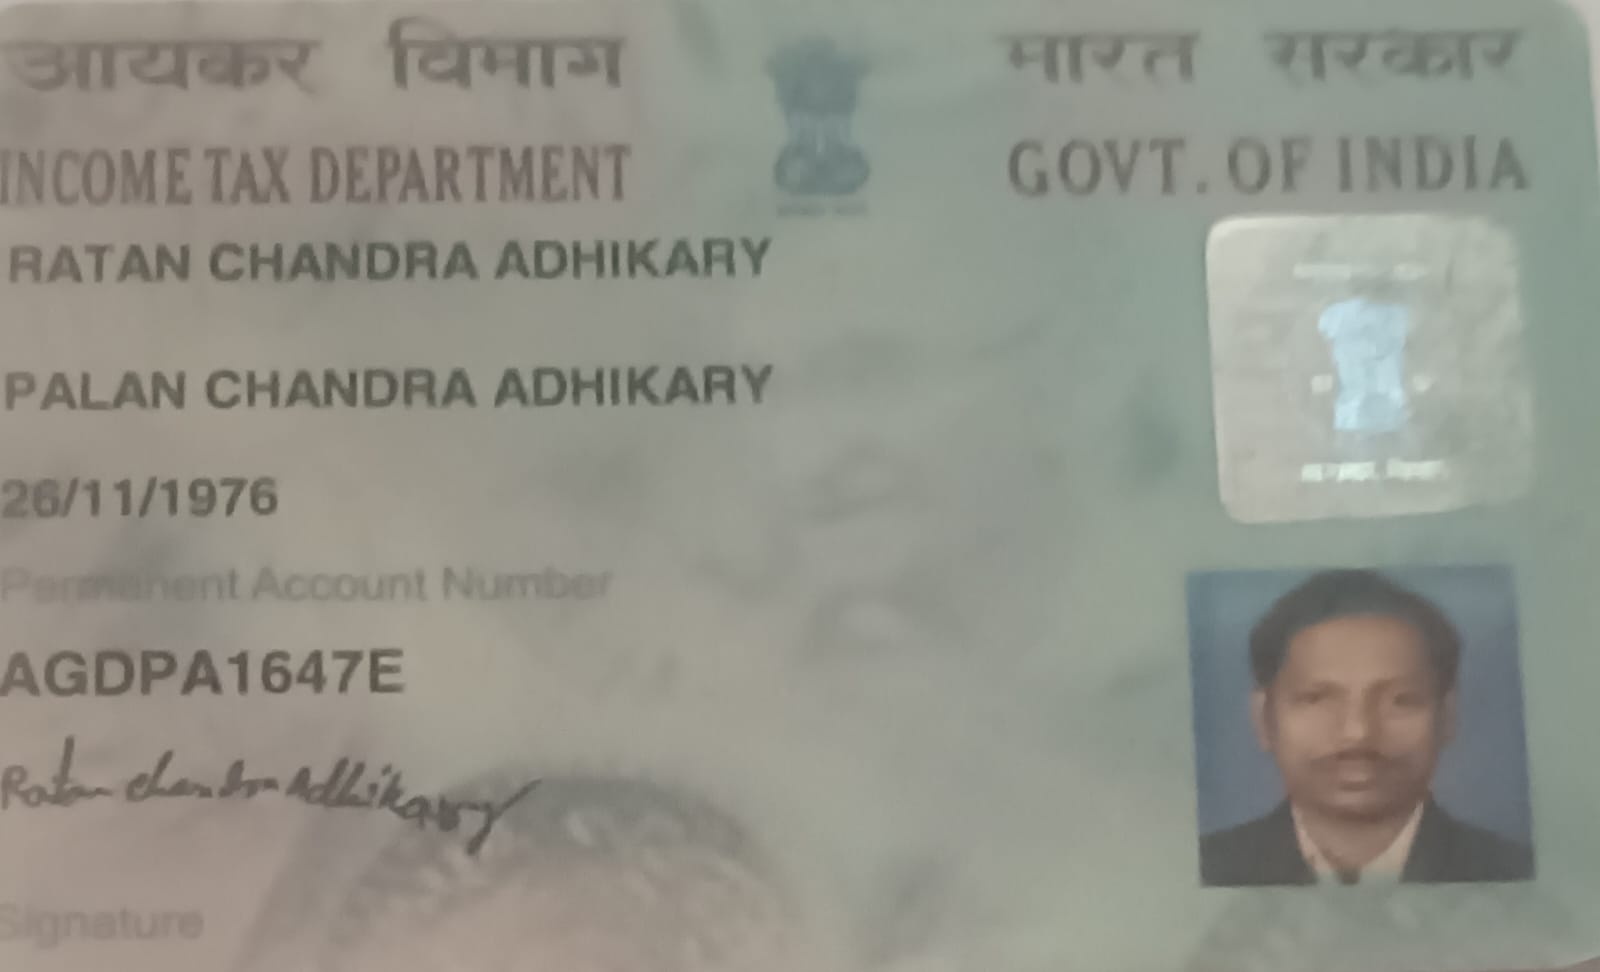 आयकर विभाग
भारत सरकार
INCOME TAX DEPARTMENT
GOVT. OF INDIA
RATAN CHANDRA ADHIKARY
PALAN CHANDRA ADHIKARY
26/11/1976
Permanent Account Number
AGDPA1647E
Ratan Chandra Adhikary
Signature